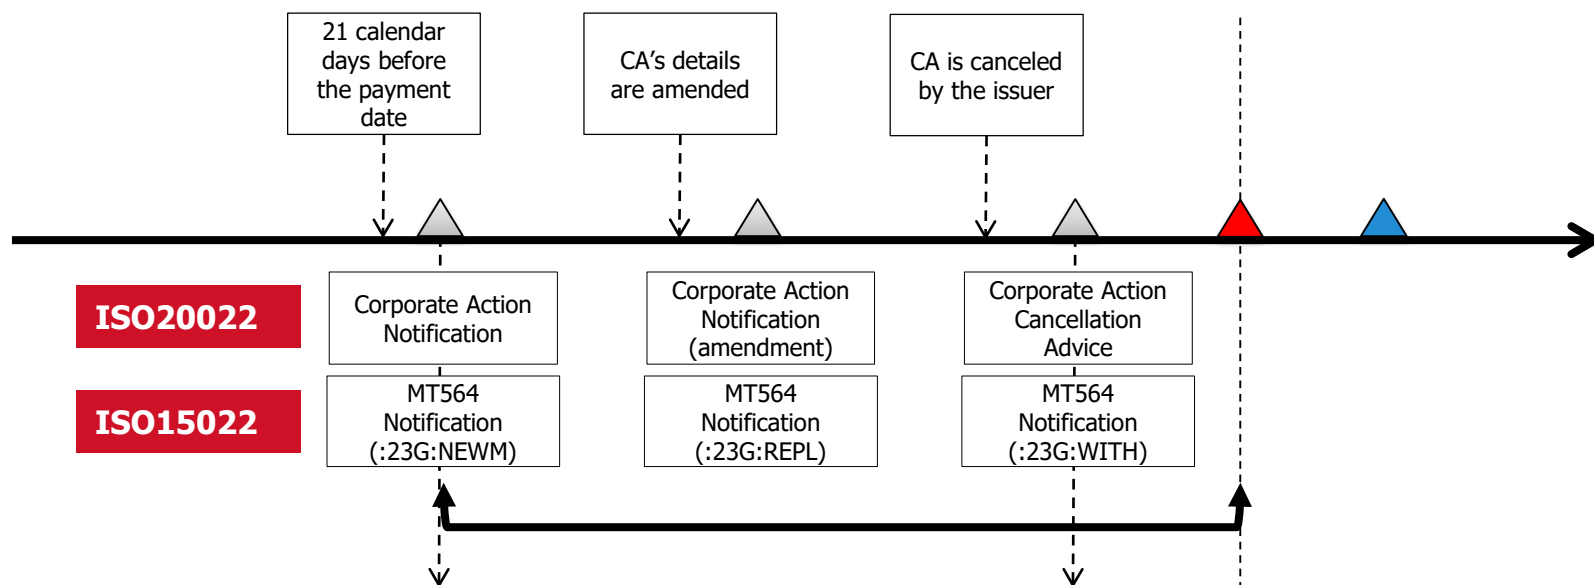 21 calendar
days before
the payment
date
CA’s details
are amended
CA is canceled
by the issuer
ISO20022
Corporate Action
Notification
Corporate Action
Notification
(amendment)
Corporate Action
Cancellation
Advice
ISO15022
MT564
Notification
(:23G:NEWM)
MT564
Notification
(:23G:REPL)
MT564
Notification
(:23G:WITH)